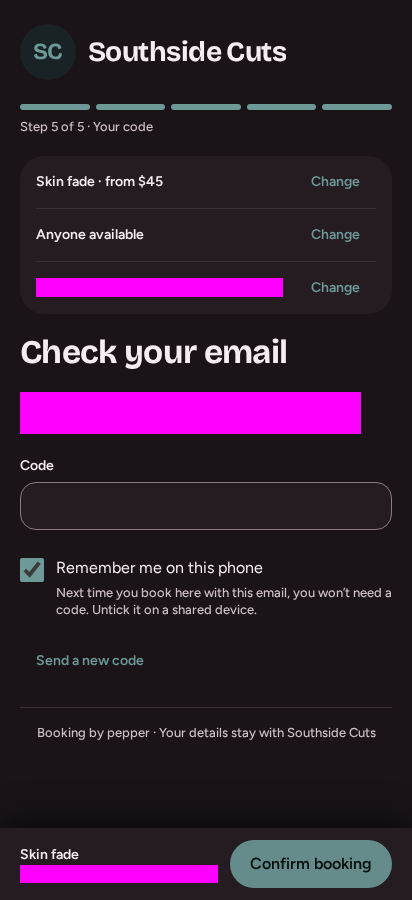 SC
Southside Cuts
Step 5 of 5 · Your code
Skin fade · from $45
Change
Anyone available
Change
Change
Check your email
Code
Remember me on this phone
Next time you book here with this email, you won’t need a
code. Untick it on a shared device.
Send a new code
Booking by pepper · Your details stay with Southside Cuts
Skin fade
Confirm booking